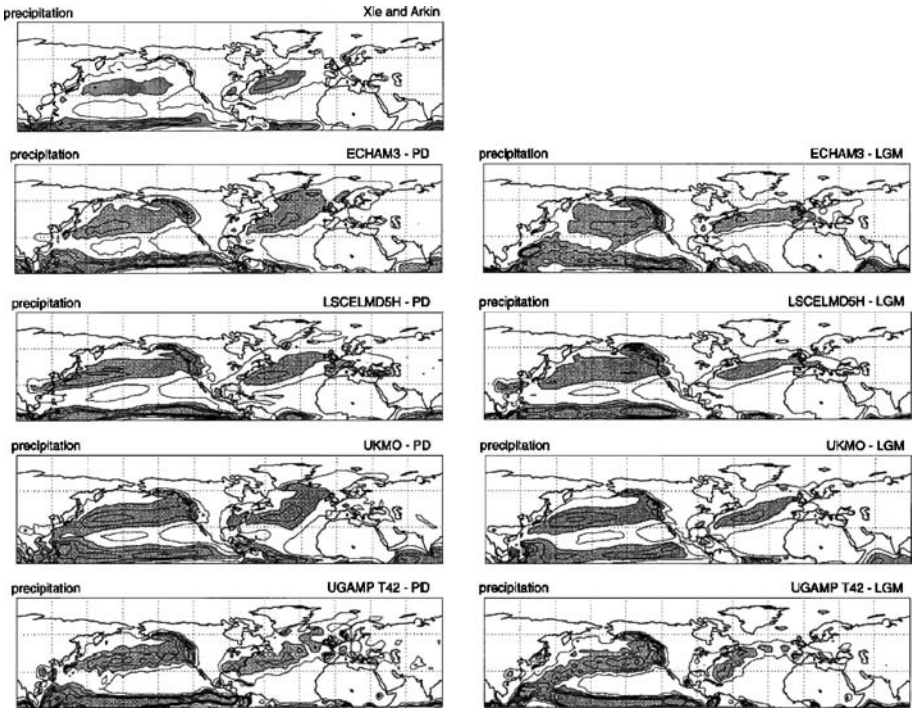 precipitation Xie and Arkin
precipitation ECHAM3 - PD
precipitation ECHAM3 - LGM
precipitation LSCELMD5H - PD
precipitation LSCELMD5H - LGM
precipitation UKMO - PD
precipitation UKMO - LGM
precipitation UGAMP T42 - PD
precipitation UGAMP T42 - LGM